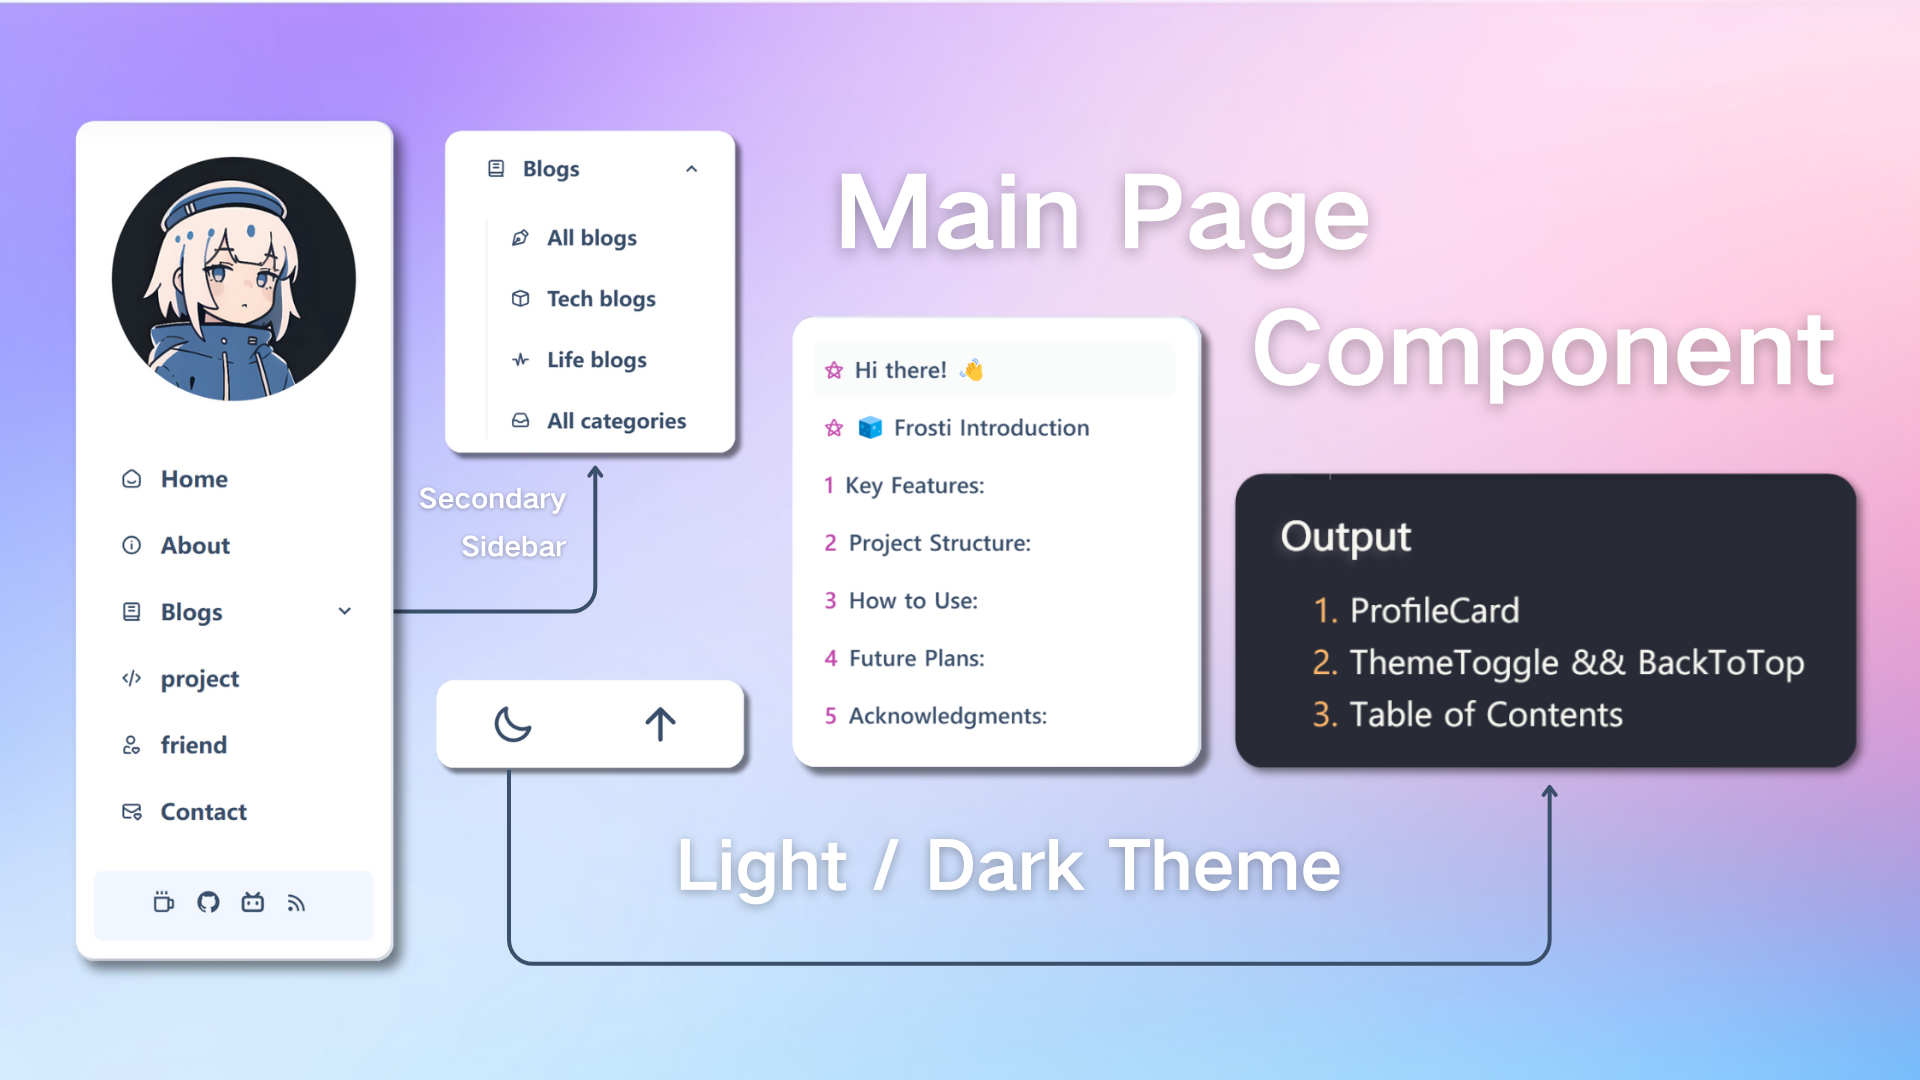 Home
About
Blogs
project
friend
Contact
Blogs
All blogs
Tech blogs
Life blogs
All categories
Secondary
Sidebar
Main Page
Component
Hi there! 👋
Frosti Introduction
1 Key Features:
2 Project Structure:
3 How to Use:
4 Future Plans:
5 Acknowledgments:
Output
1. ProfileCard
2. ThemeToggle && BackToTop
3. Table of Contents
Light / Dark Theme